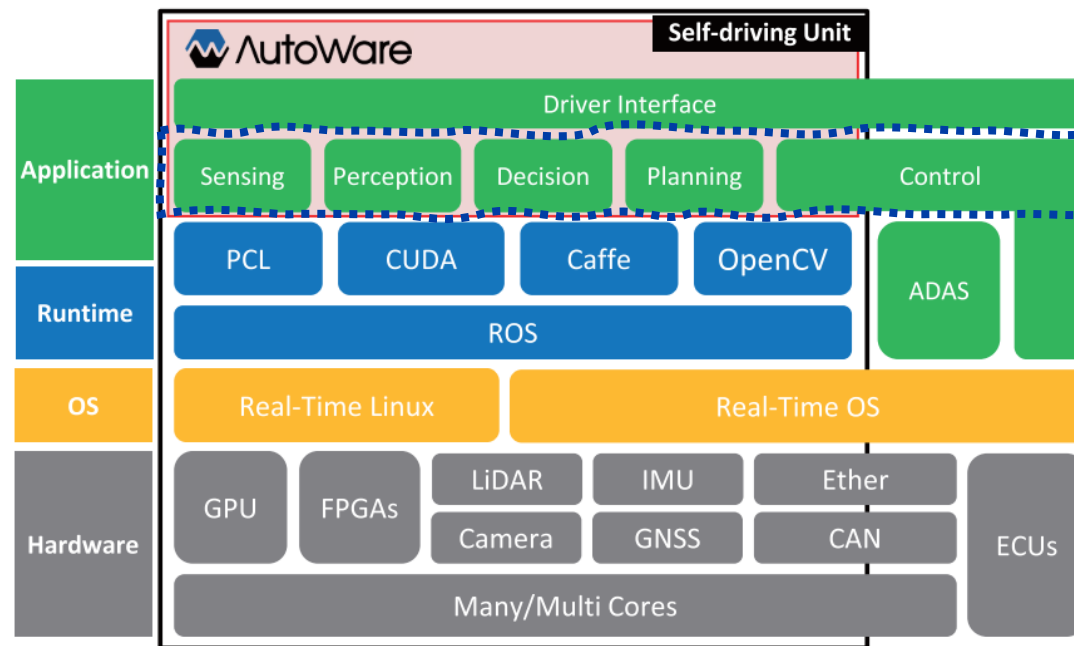 AutoWare
Self-driving Unit
Driver Interface
Application
Sensing
Perception
Decision
Planning
Control
PCL
CUDA
Caffe
OpenCV
ADAS
Runtime
ROS
OS
Real-Time Linux
Real-Time OS
Hardware
GPU
FPGAs
LiDAR
IMU
Ether
Camera
GNSS
CAN
ECUs
Many/Multi Cores